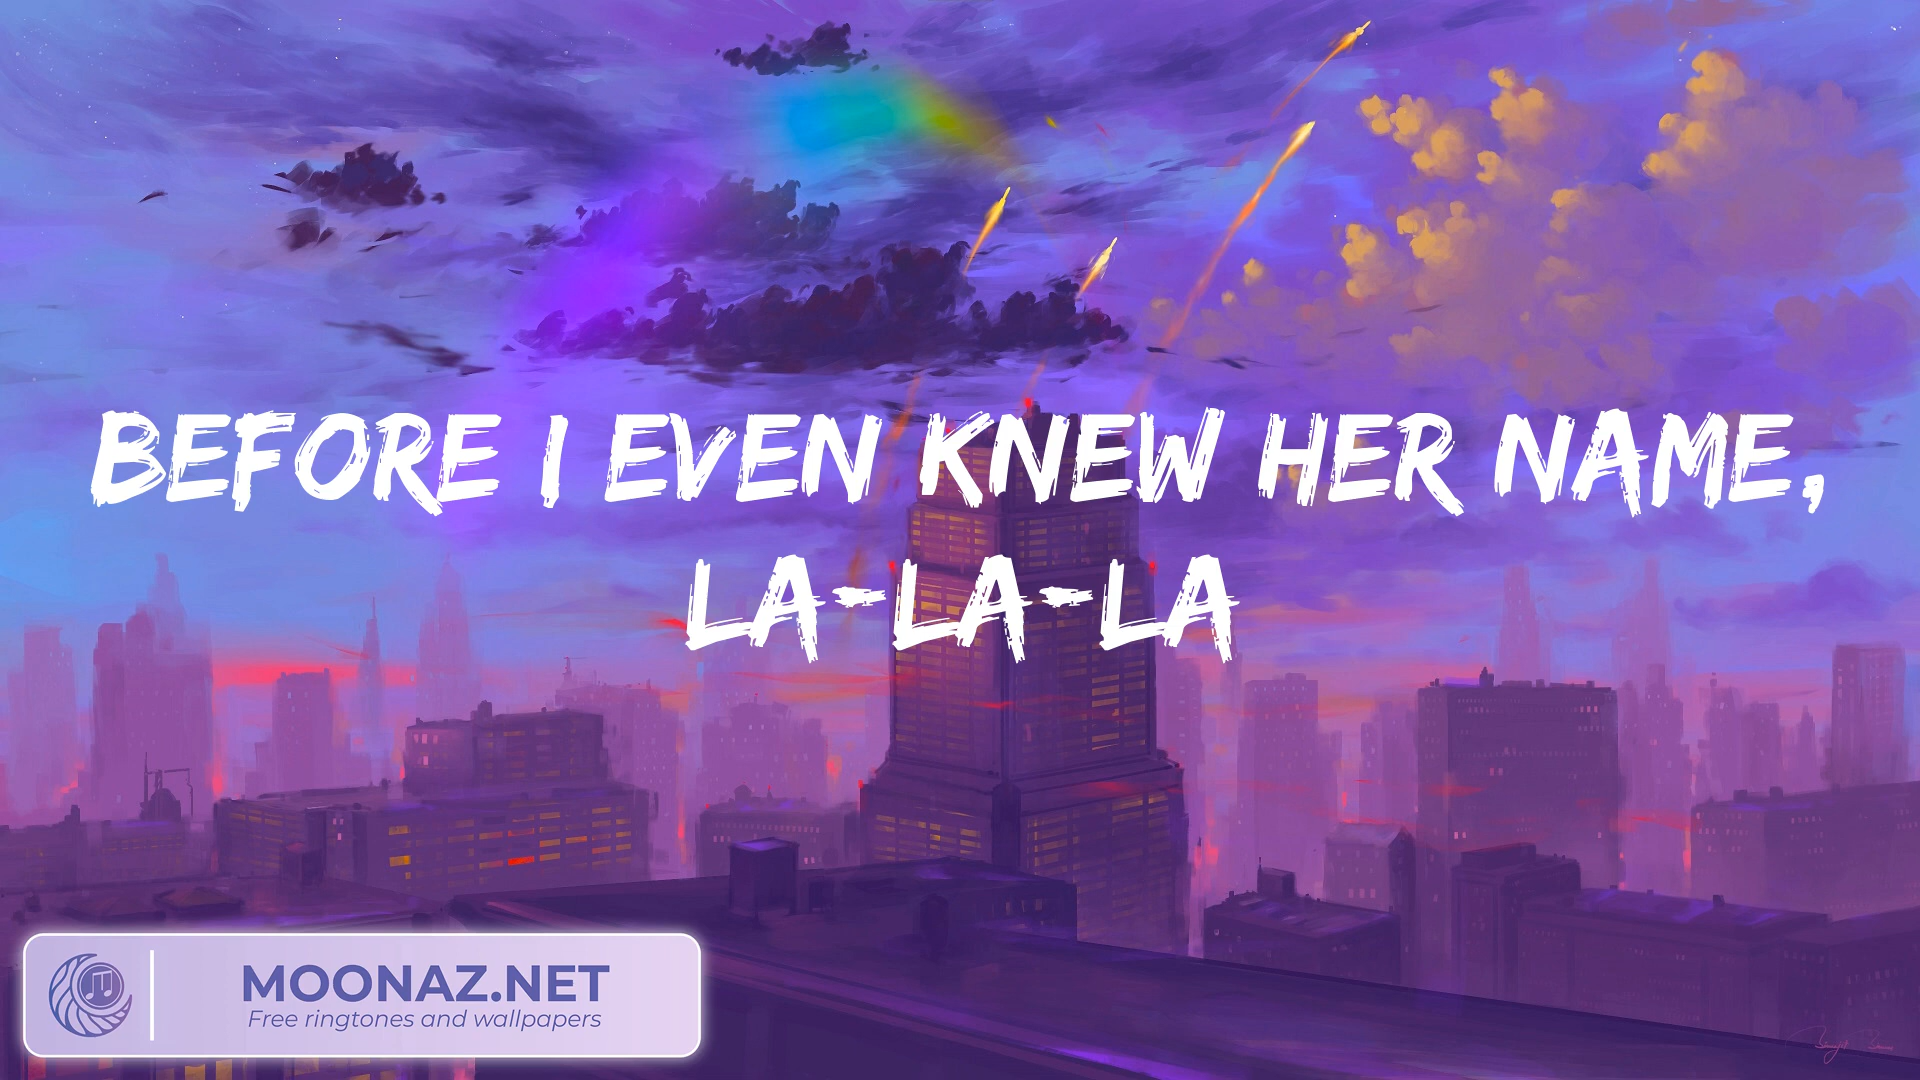 BEFORE I EVEN KNEW HER NAME,
LA-LA-LA
MOONAZ.NET
Free ringtones and wallpapers